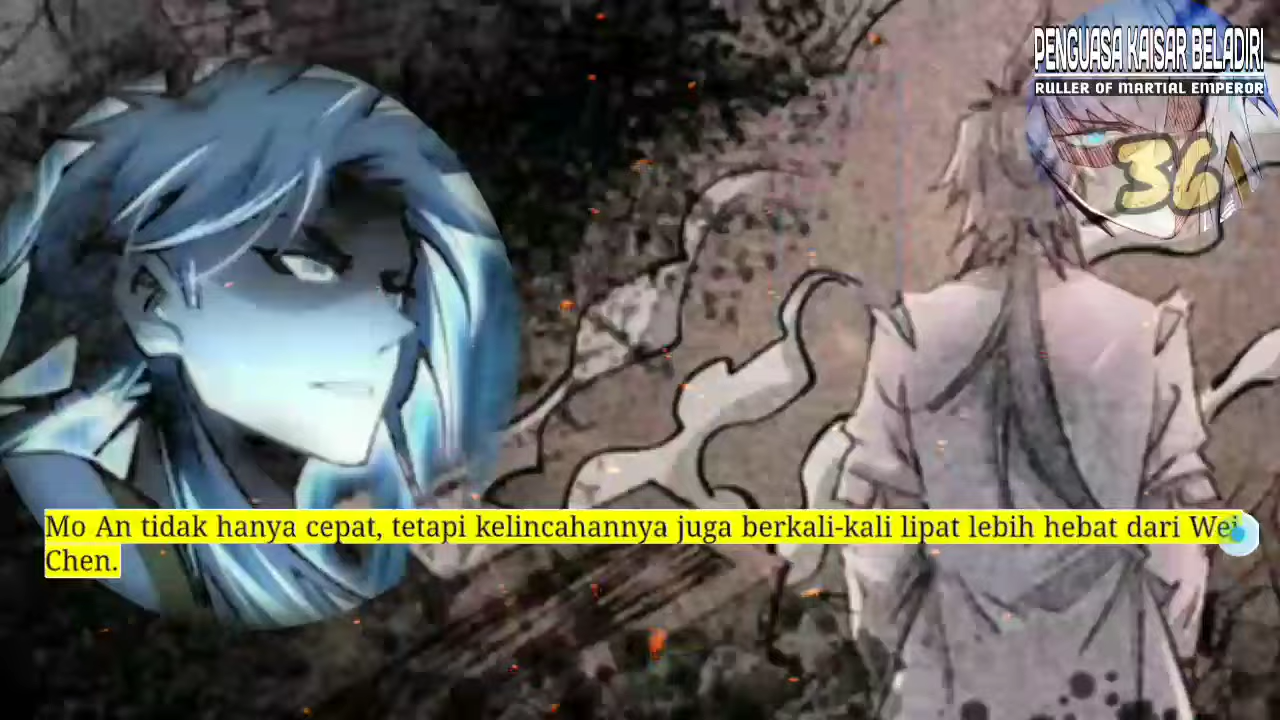 PENGUASA KAISAR BELADIRI
RULLER OF MARTIAL EMPEROR
36
Mo An tidak hanya cepat, tetapi kelincahannya juga berkali-kali lipat lebih hebat dari Wei
Chen.